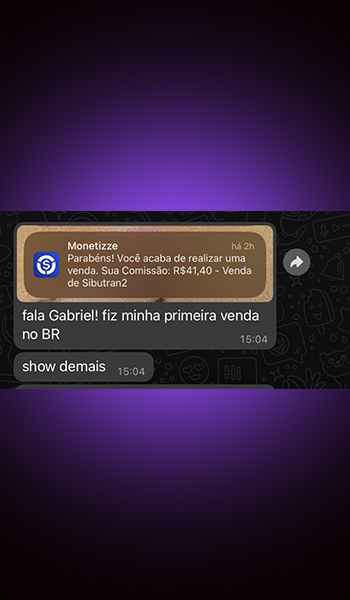 Monetizze
há 2h
Parabéns! Você acaba de realizar uma
venda. Sua Comissão: R$41,40 - Venda
de Sibutran2
fala Gabriel! fiz minha primeira venda
no BR
15:04
show demais
15:04